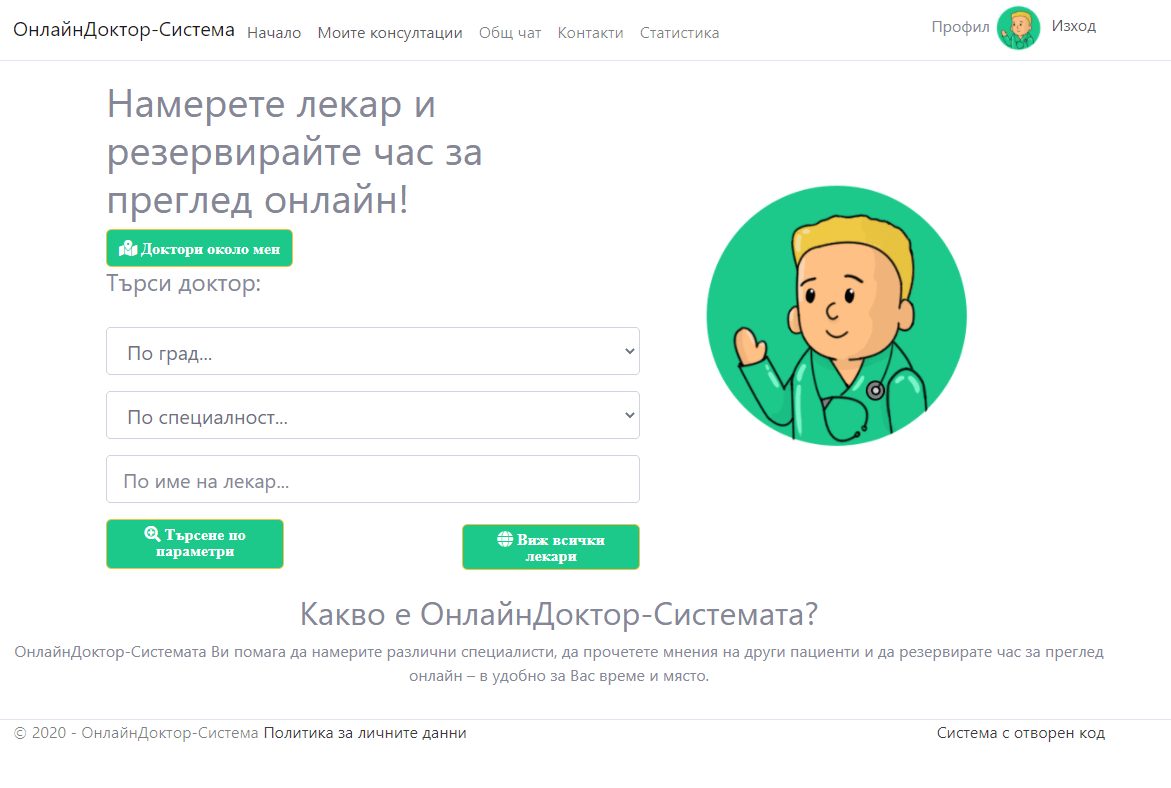 ОнлайнДоктор-Система Начало Моите консултации Общ чат Контакти Статистика Профил Изход
Намерете лекар и
резервирайте час за
преглед онлайн!
Доктори около мен
Търси доктор:
По град...
По специалност...
По име на лекар...
Търсене по
параметри
Виж всички
лекари
Какво е ОнлайнДоктор-Системата?
ОнлайнДоктор-Системата Ви помага да намерите различни специалисти, да прочетете мнения на други пациенти и да резервирате час за преглед
онлайн – в удобно за Вас време и място.
© 2020 - ОнлайнДоктор-Система Политика за личните данни Система с отворен код